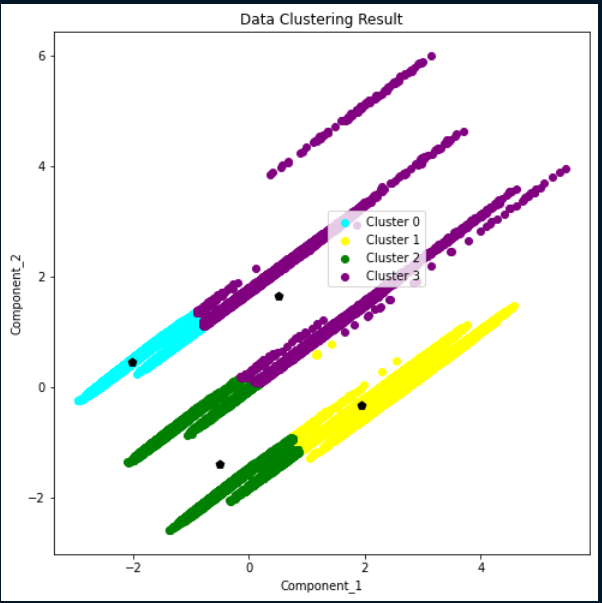 Data Clustering Result
6
4
2
0
−2
Component_2
Cluster 0
Cluster 1
Cluster 2
Cluster 3
−2 0 2 4
Component_1